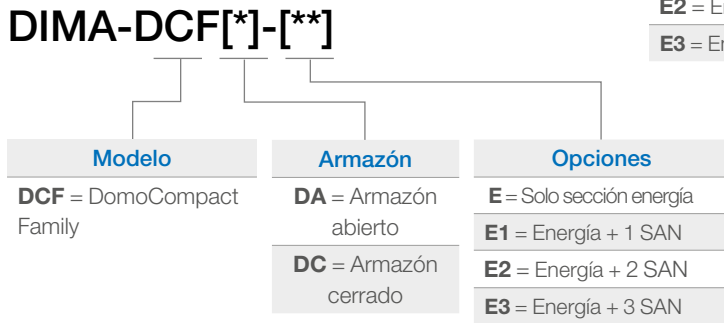 E2 = E
DIMA-DCF[*]-[**]
E3 = E
Modelo
Armazón
Opciones
DCF = DomoCompact
Family
DA = Armazón
abierto
DC = Armazón
cerrado
E = Solo sección energía
E1 = Energía + 1 SAN
E2 = Energía + 2 SAN
E3 = Energía + 3 SAN